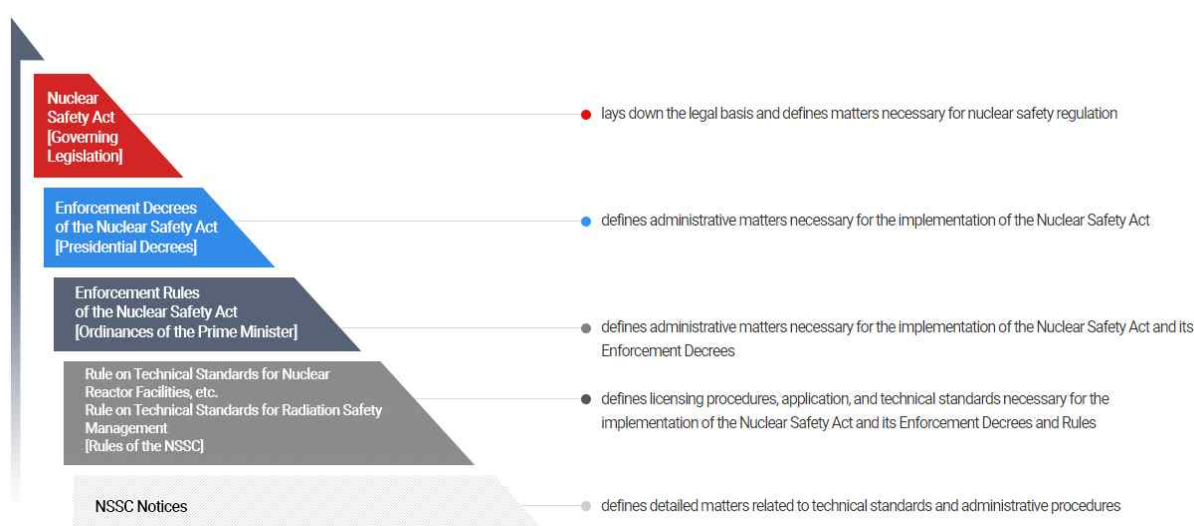 Nuclear
Safety Act
[Governing
Legislation]
lays down the legal basis and defines matters necessary for nuclear safety regulation
Enforcement Decrees
of the Nuclear Safety Act
[Presidential Decrees]
defines administrative matters necessary for the implementation of the Nuclear Safety Act
Enforcement Rules
of the Nuclear Safety Act
[Ordinances of the Prime Minister]
defines administrative matters necessary for the implementation of the Nuclear Safety Act and its
Enforcement Decrees
Rule on Technical Standards for Nuclear
Reactor Facilities, etc.
Rule on Technical Standards for Radiation Safety
Management
[Rules of the NSSC]
defines licensing procedures, application, and technical standards necessary for the
implementation of the Nuclear Safety Act and its Enforcement Decrees and Rules
NSSC Notices
defines detailed matters related to technical standards and administrative procedures